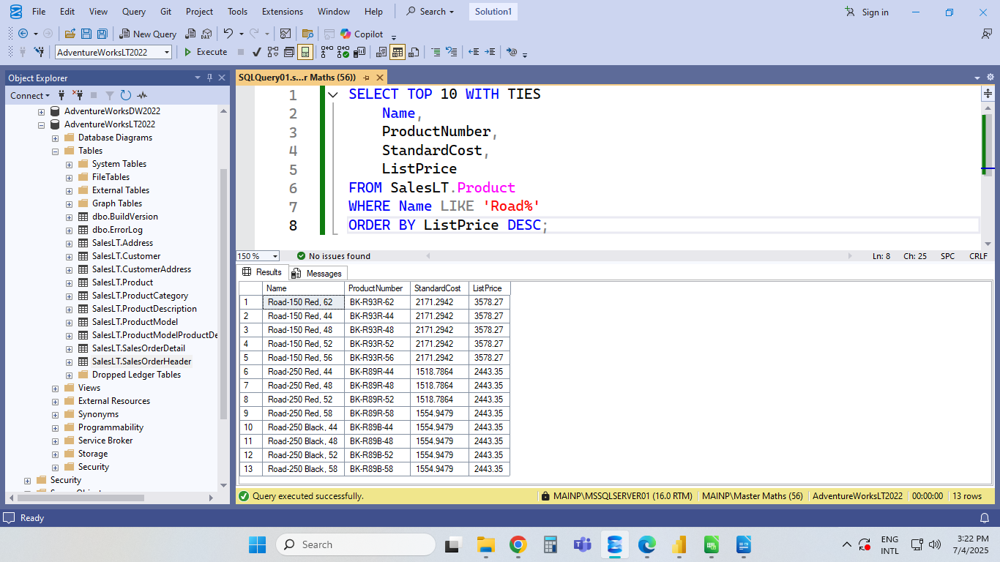 File Edit View Query Git Project Tools Extensions Window Help Search Solution1 Sign in
New Query DAX Copilot
AdventureWorksLT2022 Execute
Object Explorer
Connect
AdventureWorksDW2022
AdventureWorksLT2022
Database Diagrams
Tables
System Tables
FileTables
External Tables
Graph Tables
dbo.BuildVersion
dbo.ErrorLog
SalesLT.Address
SalesLT.Customer
SalesLT.CustomerAddress
SalesLT.Product
SalesLT.ProductCategory
SalesLT.ProductDescription
SalesLT.ProductModel
SalesLT.ProductModelProductDe
SalesLT.SalesOrderDetail
SalesLT.SalesOrderHeader
Dropped Ledger Tables
Views
External Resources
Synonyms
Programmability
Service Broker
Storage
Security
Security
SQLQuery01.s...r Maths (56))
1 SELECT TOP 10 WITH TIES
2 Name,
3 ProductNumber,
4 StandardCost,
5 ListPrice
6 FROM SalesLT.Product
7 WHERE Name LIKE 'Road%'
8 ORDER BY ListPrice DESC;
150 % No issues found Ln: 8 Ch: 25 SPC CRLF
Results Messages
Name ProductNumber StandardCost ListPrice
1 Road-150 Red, 62 BK-R93R-62 2171.2942 3578.27
2 Road-150 Red, 44 BK-R93R-44 2171.2942 3578.27
3 Road-150 Red, 48 BK-R93R-48 2171.2942 3578.27
4 Road-150 Red, 52 BK-R93R-52 2171.2942 3578.27
5 Road-150 Red, 56 BK-R93R-56 2171.2942 3578.27
6 Road-250 Red, 44 BK-R89R-44 1518.7864 2443.35
7 Road-250 Red, 48 BK-R89R-48 1518.7864 2443.35
8 Road-250 Red, 52 BK-R89R-52 1518.7864 2443.35
9 Road-250 Red, 58 BK-R89R-58 1554.9479 2443.35
10 Road-250 Black, 44 BK-R89B-44 1554.9479 2443.35
11 Road-250 Black, 48 BK-R89B-48 1554.9479 2443.35
12 Road-250 Black, 52 BK-R89B-52 1554.9479 2443.35
13 Road-250 Black, 58 BK-R89B-58 1554.9479 2443.35
Query executed successfully. MAINP\MSSQLSERVER01 (16.0 RTM) MAINP\Master Maths (56) AdventureWorksLT2022 00:00:00 13 rows
Ready
Search
ENG
INTL
3:22 PM
7/4/2025